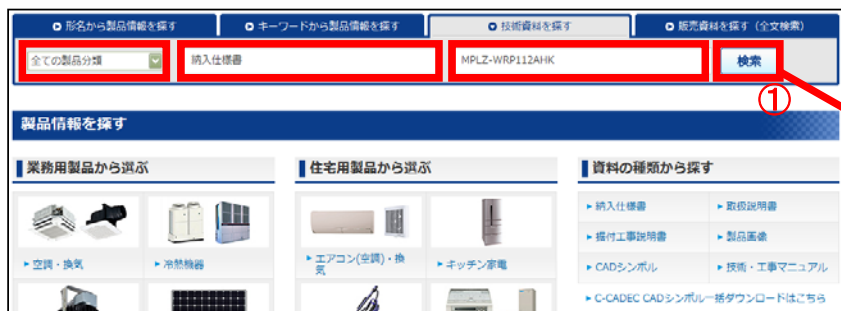 形名から製品情報を探す
キーワードから製品情報を探す
技術資料を探す
販売資料を探す（全文検索）
全ての製品分類
納入仕様書
MPLZ-WRP112AHK
検索
①
製品情報を探す
業務用製品から選ぶ
住宅用製品から選ぶ
資料の種類から探す
空調・換気
冷熱機器
エアコン(空調)・換
気
キッチン家電
納入仕様書
取扱説明書
据付工事説明書
製品画像
CADシンボル
技術・工事マニュアル
C-CADEC CADシンボル一括ダウンロードはこちら